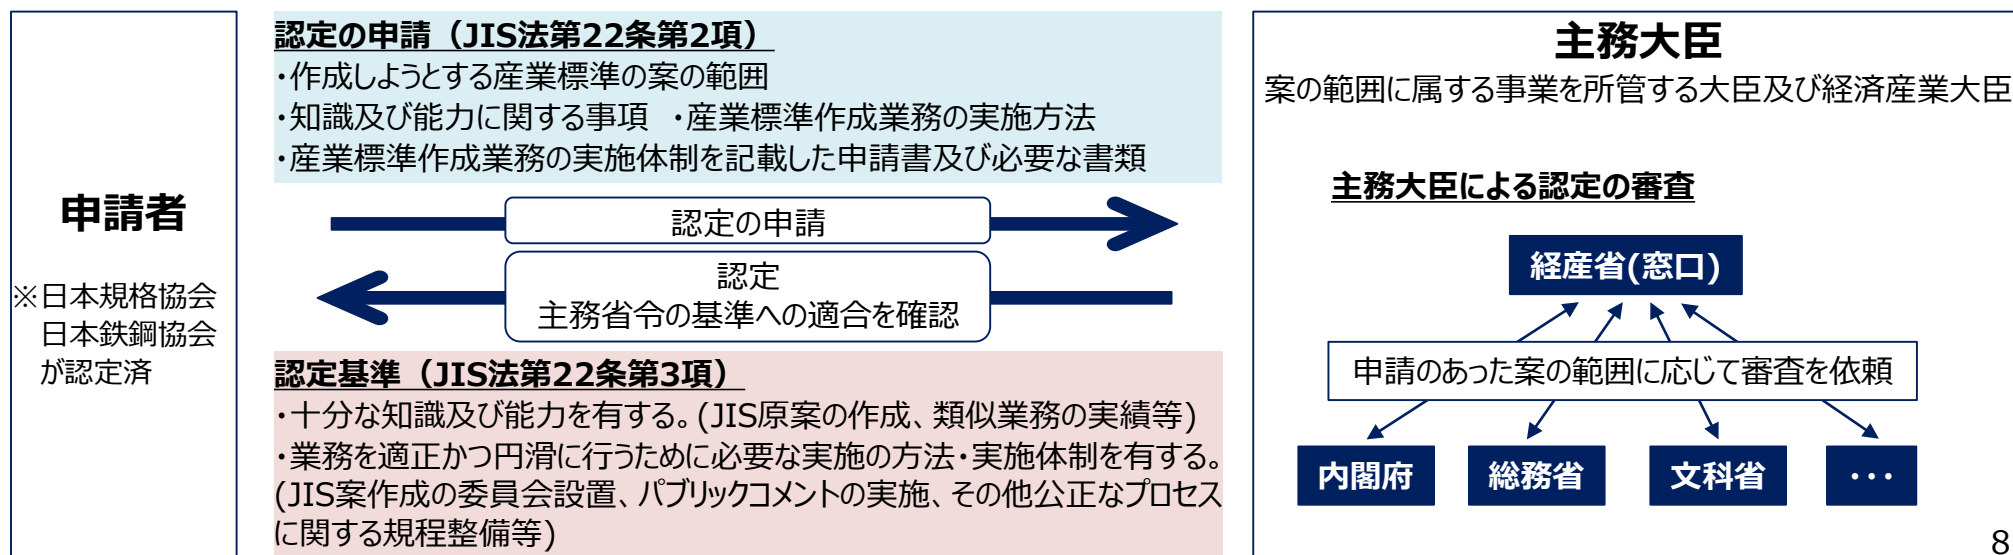 申請者
※日本規格協会
日本鉄鋼協会
が認定済
認定の申請（JIS法第22条第2項）
・作成しようとする産業標準の案の範囲
・知識及び能力に関する事項　・産業標準作成業務の実施方法
・産業標準作成業務の実施体制を記載した申請書及び必要な書類
認定の申請
認定
主務省令の基準への適合を確認
認定基準（JIS法第22条第3項）
・十分な知識及び能力を有する。(JIS原案の作成、類似業務の実績等)
・業務を適正かつ円滑に行うために必要な実施の方法・実施体制を有する。
(JIS案作成の委員会設置、パブリックコメントの実施、その他公正なプロセス
に関する規程整備等)
主務大臣
案の範囲に属する事業を所管する大臣及び経済産業大臣
主務大臣による認定の審査
経産省(窓口)
申請のあった案の範囲に応じて審査を依頼
内閣府
総務省
文科省
・・・
8